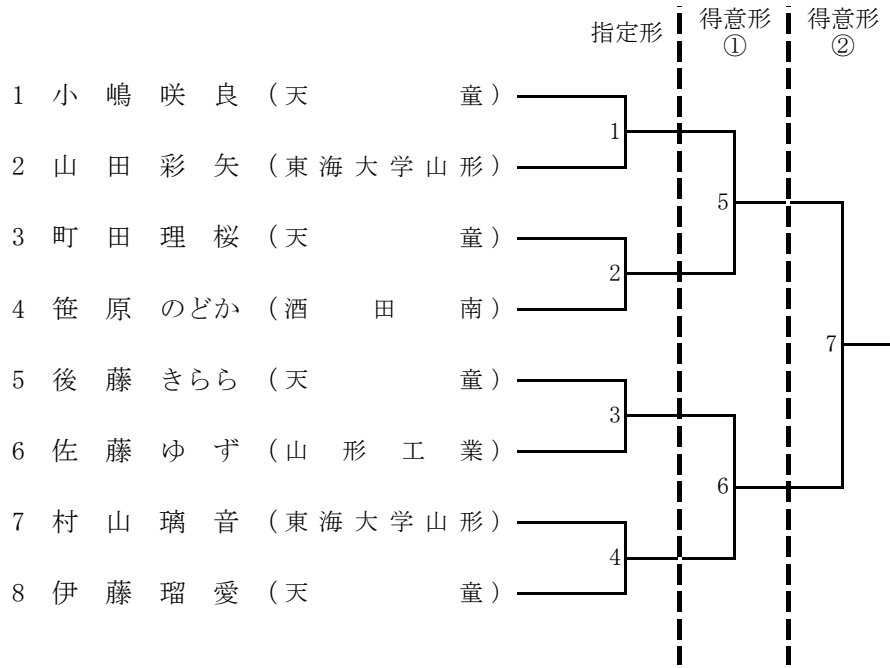 指定形
得意形
①
得意形
②
1 小嶋咲良 (天童)
2 山田彩矢 (東海大学山形)
3 町田理桜 (天童)
4 笹原のどか (酒田南)
5 後藤きらら (天童)
6 佐藤ゆず (山形工業)
7 村山璃音 (東海大学山形)
8 伊藤瑠愛 (天童)
1
2
3
4
5
6
7